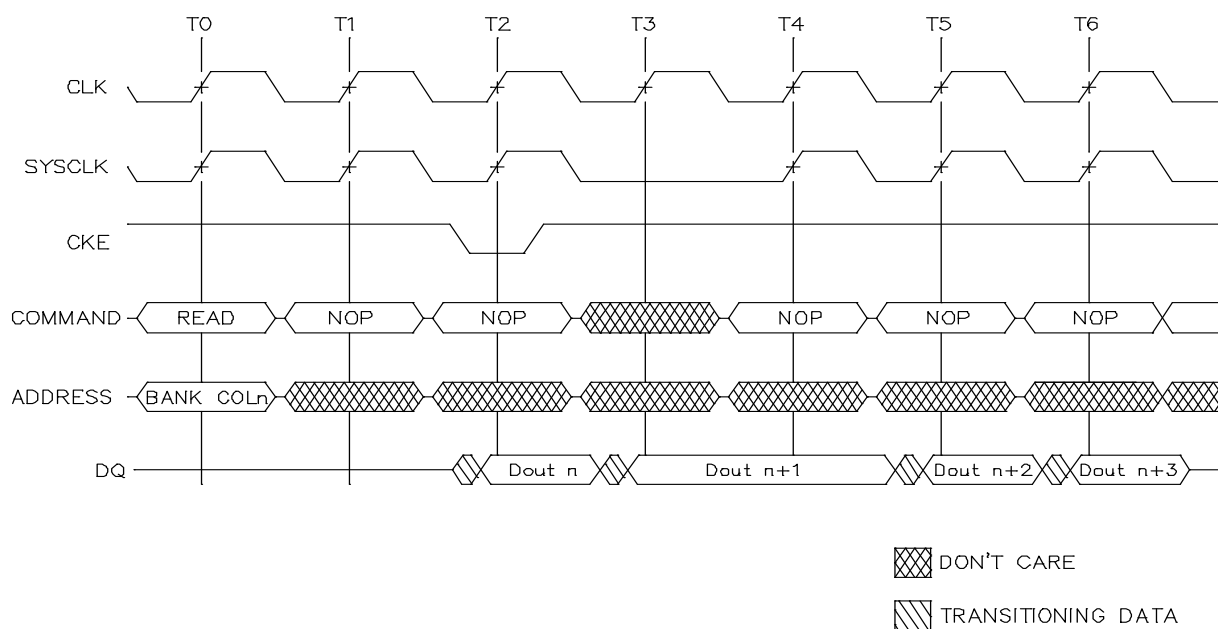 T0 T1 T2 T3 T4 T5 T6
CLK
SYSCLK
CKE
COMMAND READ NOP NOP NOP NOP NOP
ADDRESS BANK COLn
DQ Dout n Dout n+1 Dout n+2 Dout n+3
DON'T CARE
TRANSITIONING DATA